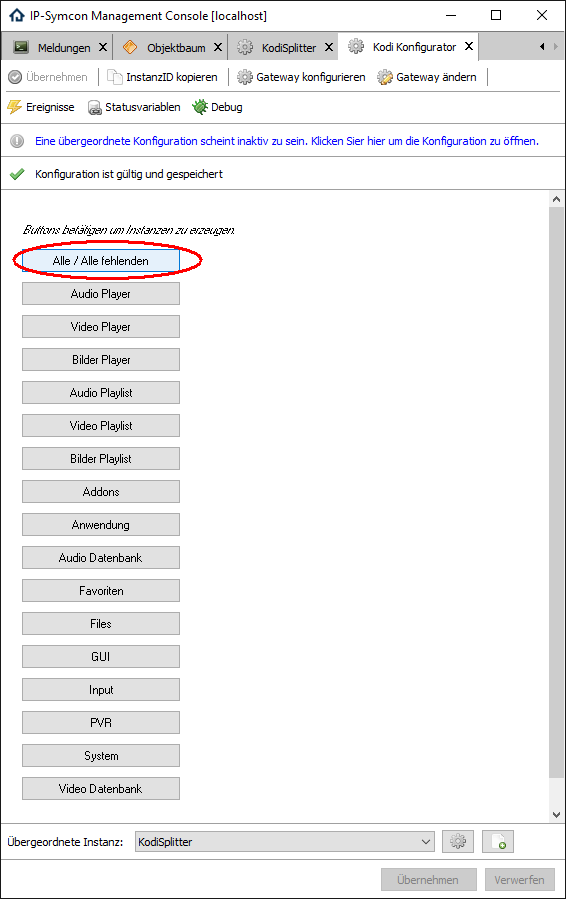 IP-Symcon Management Console [localhost]
Meldungen Objektbaum KodiSplitter Kodi Konfigurator
Übernehmen InstanzID kopieren Gateway konfigurieren Gateway ändern
Ereignisse Statusvariablen Debug
Eine übergeordnete Konfiguration scheint inaktiv zu sein. Klicken Sier hier um die Konfiguration zu öffnen.
Konfiguration ist gültig und gespeichert
Buttons betätigen um Instanzen zu erzeugen.
Alle / Alle fehlenden
Audio Player
Video Player
Bilder Player
Audio Playlist
Video Playlist
Bilder Playlist
Addons
Anwendung
Audio Datenbank
Favoriten
Files
GUI
Input
PVR
System
Video Datenbank
Übergeordnete Instanz: KodiSplitter
Übernehmen Verwerfen